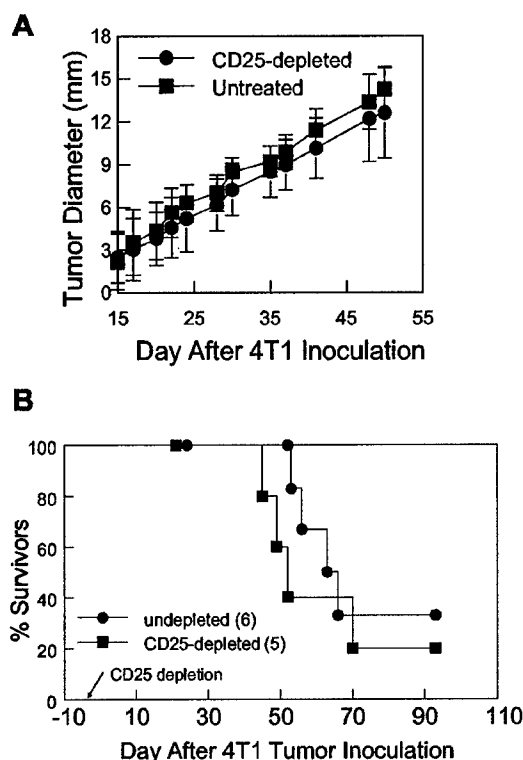 A
18
15
12
9
6
3
0
Tumor Diameter (mm)
CD25-depleted
Untreated
15 25 35 45 55
Day After 4T1 Inoculation
B
100
80
60
40
20
0
% Survivors
undepleted (6)
CD25-depleted (5)
CD25 depletion
-10 10 30 50 70 90 110
Day After 4T1 Tumor Inoculation